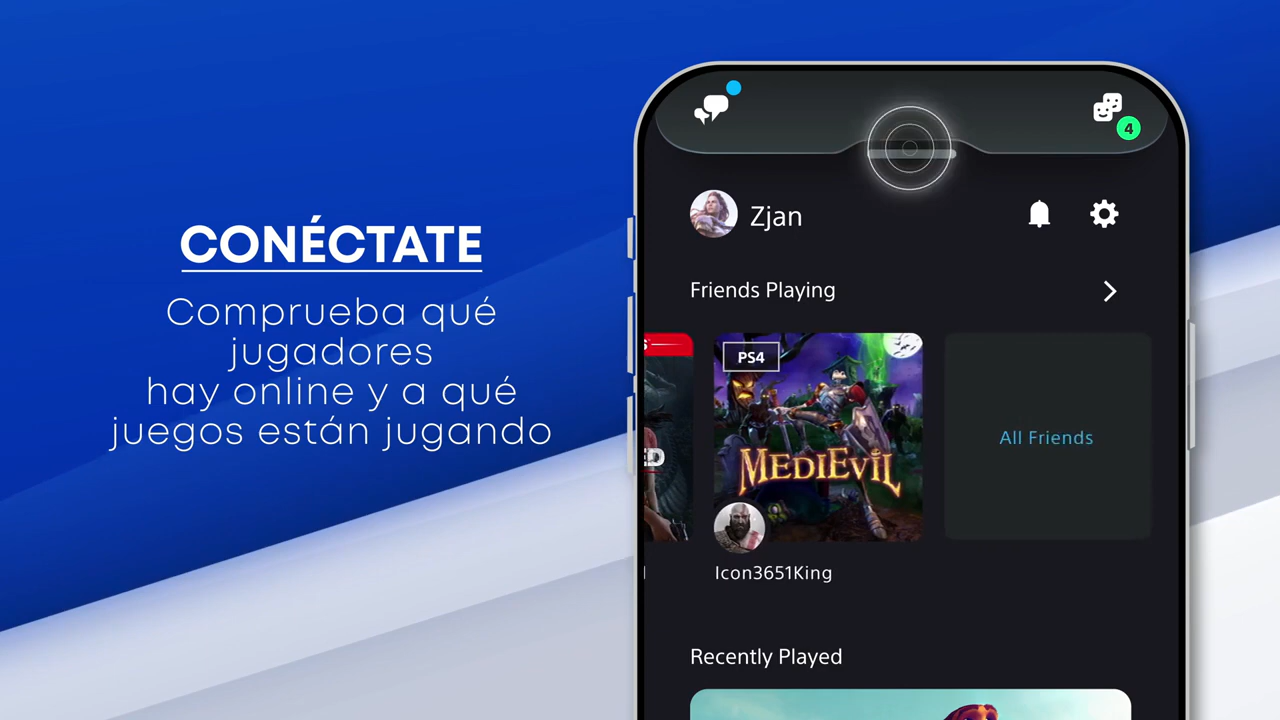 CONÉCTATE
Comprueba qué
jugadores
hay online y a qué
juegos están jugando
4
Zjan
Friends Playing
PS4
MEDIEVIL
All Friends
Icon3651King
Recently Played